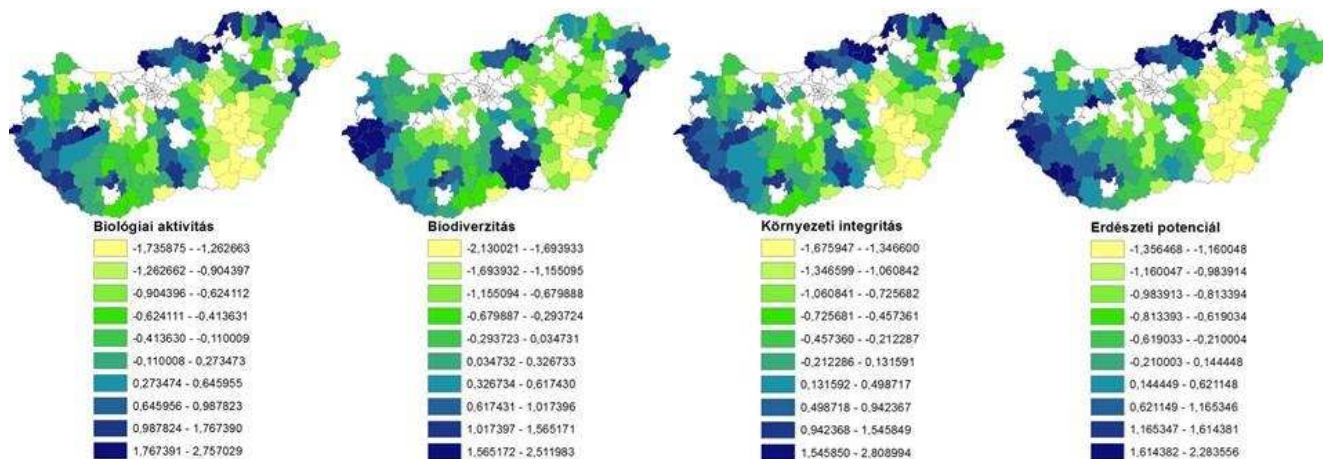 Biológiai aktivitás
-1,735875 - -1,262663
-1,262662 - -0,904397
-0,904396 - -0,624112
-0,624111 - -0,413631
-0,413630 - -0,110009
-0,110008 - 0,273473
0,273474 - 0,645955
0,645956 - 0,987823
0,987824 - 1,767390
1,767391 - 2,757029
Biodiverzitás
-2,130021 - -1,693933
-1,693932 - -1,155095
-1,155094 - -0,679888
-0,679887 - -0,293724
-0,293723 - 0,034731
0,034732 - 0,326733
0,326734 - 0,617430
0,617431 - 1,017396
1,017397 - 1,565171
1,565172 - 2,511983
Környezeti integritás
-1,675947 - -1,346600
-1,346599 - -1,060842
-1,060841 - -0,725682
-0,725681 - -0,457361
-0,457360 - -0,212287
-0,212286 - 0,131591
0,131592 - 0,498717
0,498718 - 0,942367
0,942368 - 1,545849
1,545850 - 2,808994
Erdészeti potenciál
-1,356468 - -1,160048
-1,160047 - -0,983914
-0,983913 - -0,813394
-0,813393 - -0,619034
-0,619033 - -0,210004
-0,210003 - 0,144448
0,144449 - 0,621148
0,621149 - 1,165346
1,165347 - 1,614381
1,614382 - 2,283556